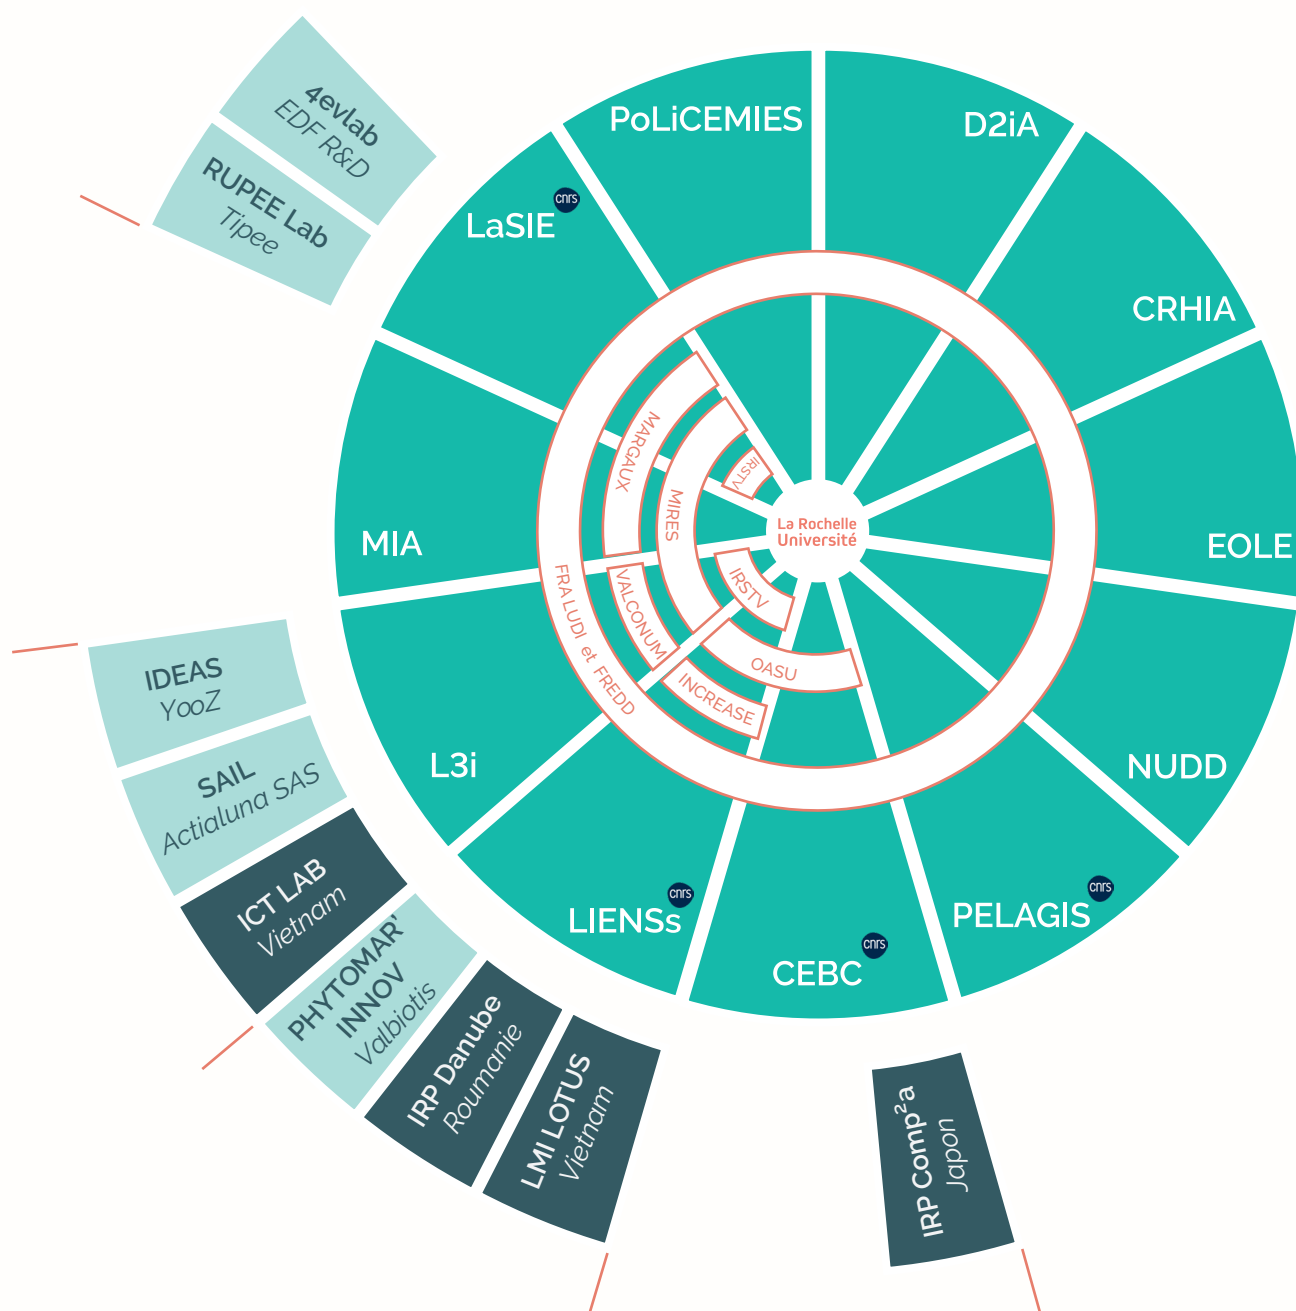 4evlab
EDF R&D
RUPEE Lab
Tipee
PoLiCEMIES
D2iA
cnrs
LaSIE
CRHIA
MIA
EOLE
MARGAUX
MIRES
IRSTV
La Rochelle
Université
IRSTV
VALCONUM
FRALUDI et FREDD
OASU
INCREASE
IDEAS
YooZ
SAIL
Actialuna SAS
L3i
NUDD
ICT LAB
Vietnam
cnrs
LIENSs
cnrs
CEBC
cnrs
PELAGIS
PHYTOMAR'
INNOV
Valbiotis
IRP Danube
Roumanie
LMI LOTUS
Vietnam
IRP Comp²a
Japon